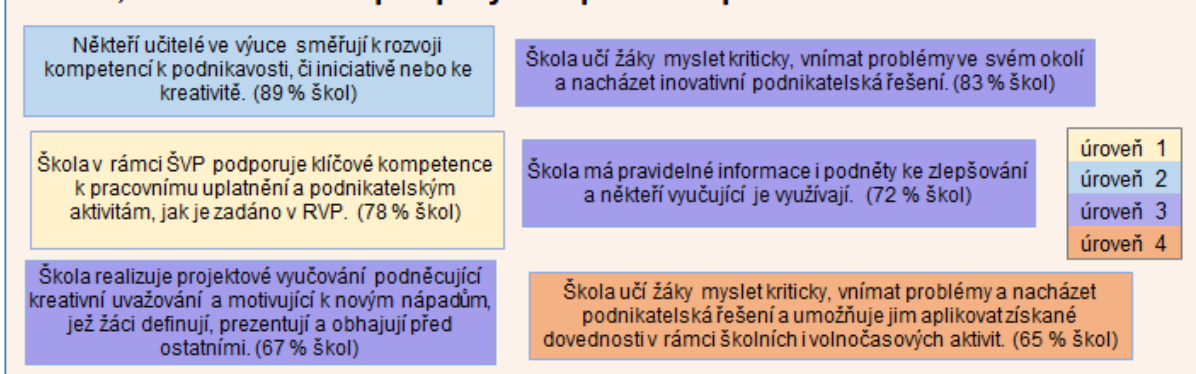 Někteří učitelé ve výuce směřují k rozvoji
kompetencí k podnikavosti, či iniciativě nebo ke
kreativitě. (89 % škol)
Škola učí žáky myslet kriticky, vnímat problémy ve svém okolí
a nacházet inovativní podnikatelská řešení. (83 % škol)
Škola v rámci ŠVP podporuje klíčové kompetence
k pracovnímu uplatnění a podnikatelským
aktivitám, jak je zadáno v RVP. (78 % škol)
Škola má pravidelné informace i podněty ke zlepšování
a někteří vyučující je využívají. (72 % škol)
úroveň 1
úroveň 2
úroveň 3
úroveň 4
Škola realizuje projektové vyučování podněcující
kreativní uvažování a motivující k novým nápadům,
jež žáci definují, prezentují a obhajují před
ostatními. (67 % škol)
Škola učí žáky myslet kriticky, vnímat problémy a nacházet
podnikatelská řešení a umožňuje jim aplikovat získané
dovednosti v rámci školních i volnočasových aktivit. (65 % škol)